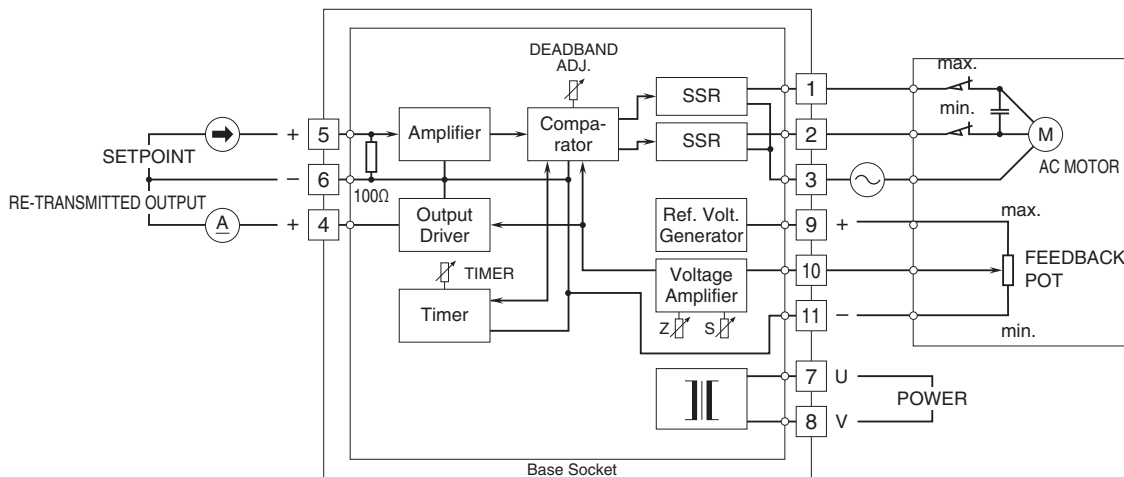 DEADBAND
ADJ.
max.
SSR
1
min.
+ 5
Amplifier
Compa-
rator
SSR
2
M
SETPOINT
AC MOTOR
− 6
100Ω
3
RE-TRANSMITTED OUTPUT
A
+ 4
Output
Driver
Ref. Volt.
Generator
9 +
max.
TIMER
Voltage
Amplifier
10
FEEDBACK
POT
Timer
Z
S
11 −
min.
7 U
POWER
8 V
Base Socket